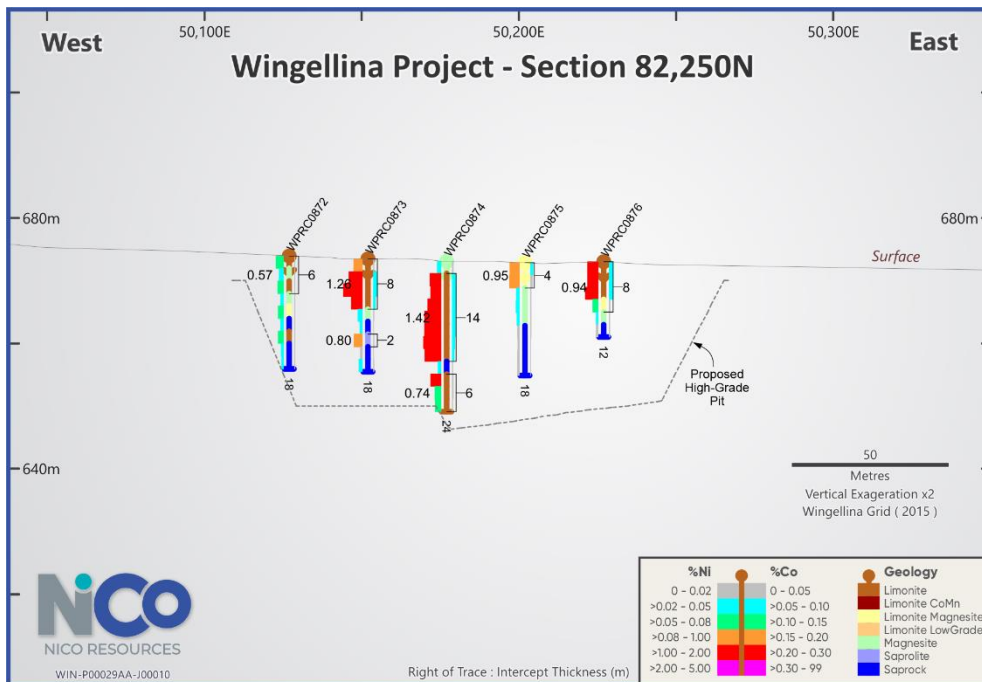 West
50,100E
50,200E
50,300E
East
Wingellina Project - Section 82,250N
680m
680m
WPRC0872
WPRC0873
WPRC0874
WPRC0875
WPRC0876
Surface
0.57
6
1.26
8
0.80
2
1.42
14
0.74
6
0.95
4
0.94
8
18
18
24
18
12
Proposed
High-Grade
Pit
640m
50
Metres
Vertical Exageration x2
Wingellina Grid ( 2015 )
%Ni %Co Geology
0 - 0.02 0 - 0.05 Limonite
>0.02 - 0.05 >0.05 - 0.10 Limonite CoMn
>0.05 - 0.08 >0.10 - 0.15 Limonite Magnesite
>0.08 - 1.00 >0.15 - 0.20 Limonite LowGrade
>1.00 - 2.00 >0.20 - 0.30 Magnesite
>2.00 - 5.00 >0.30 - 99 Saprolite
Saprock
NiCo
NICO RESOURCES
WIN-P00029AA-J00010
Right of Trace : Intercept Thickness (m)